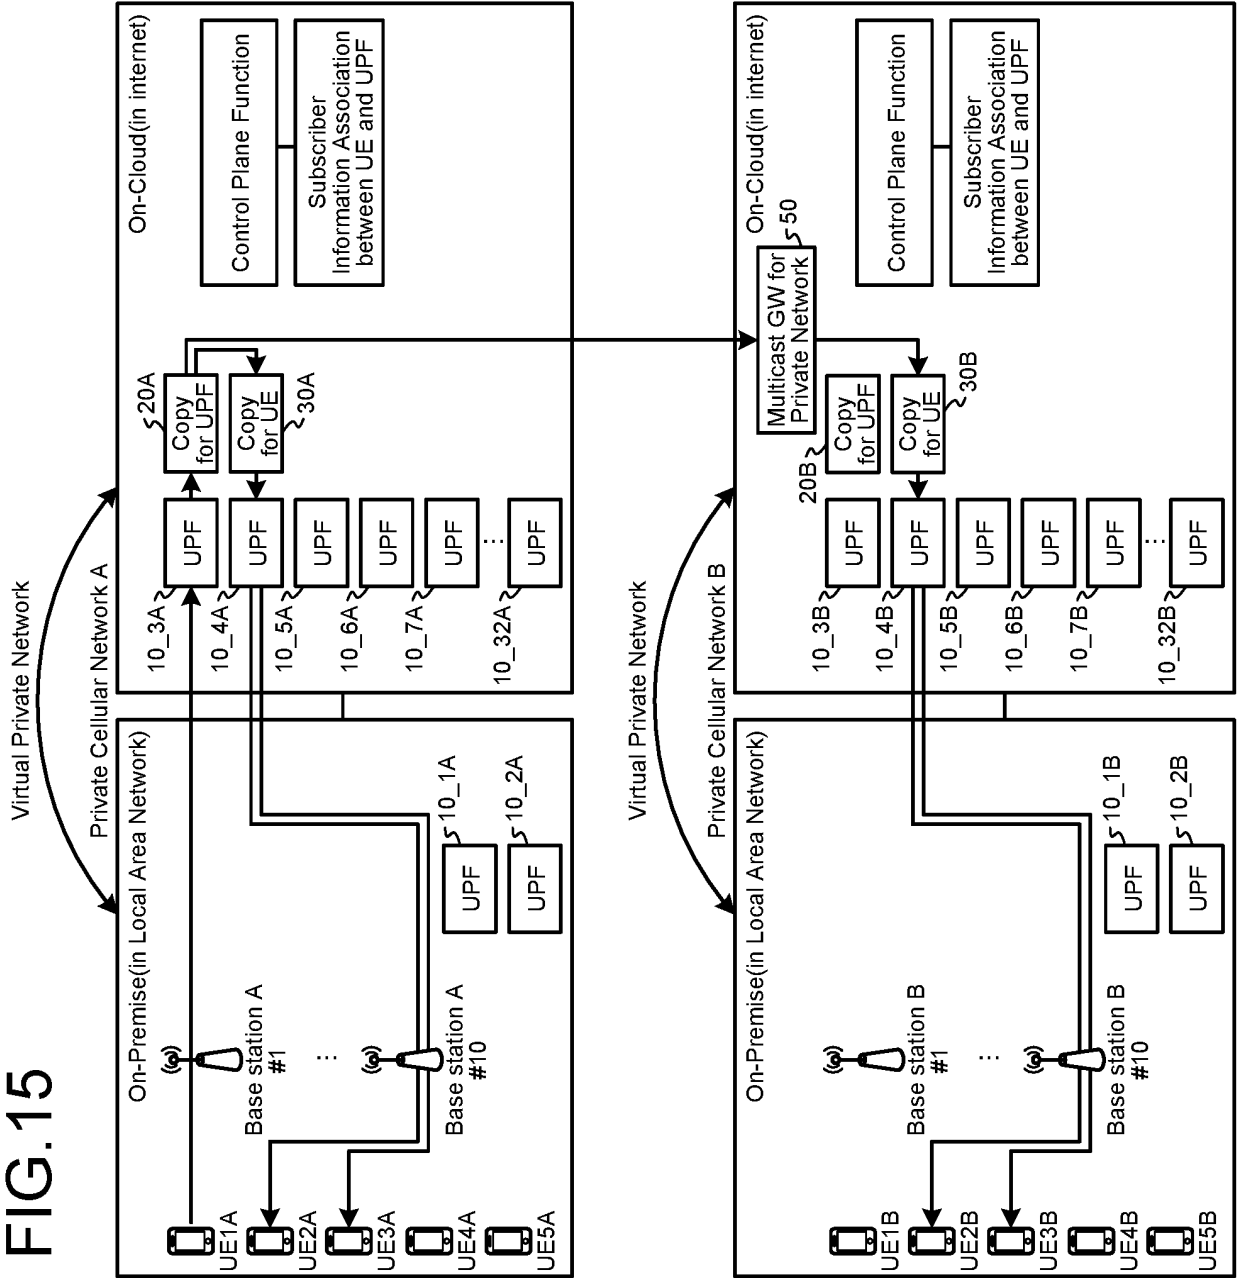 FIG.15
Virtual Private Network
Private Cellular Network A
On-Premise(in Local Area Network)
UE1A
UE2A
UE3A
UE4A
UE5A
Base station A
#1
...
Base station A
#10
UPF
10_1A
UPF
10_2A
On-Cloud(in internet)
10_3A
UPF
10_4A
UPF
10_5A
UPF
10_6A
UPF
10_7A
UPF
...
10_32A
UPF
20A
Copy
for UPF
Copy
for UE
30A
Control Plane Function
Subscriber
Information Association
between UE and UPF
Virtual Private Network
Private Cellular Network B
On-Premise(in Local Area Network)
UE1B
UE2B
UE3B
UE4B
UE5B
Base station B
#1
...
Base station B
#10
UPF
10_1B
UPF
10_2B
On-Cloud(in internet)
10_3B
UPF
10_4B
UPF
10_5B
UPF
10_6B
UPF
10_7B
UPF
...
10_32B
UPF
20B
Copy
for UPF
Copy
for UE
30B
Multicast GW for
Private Network
50
Control Plane Function
Subscriber
Information Association
between UE and UPF